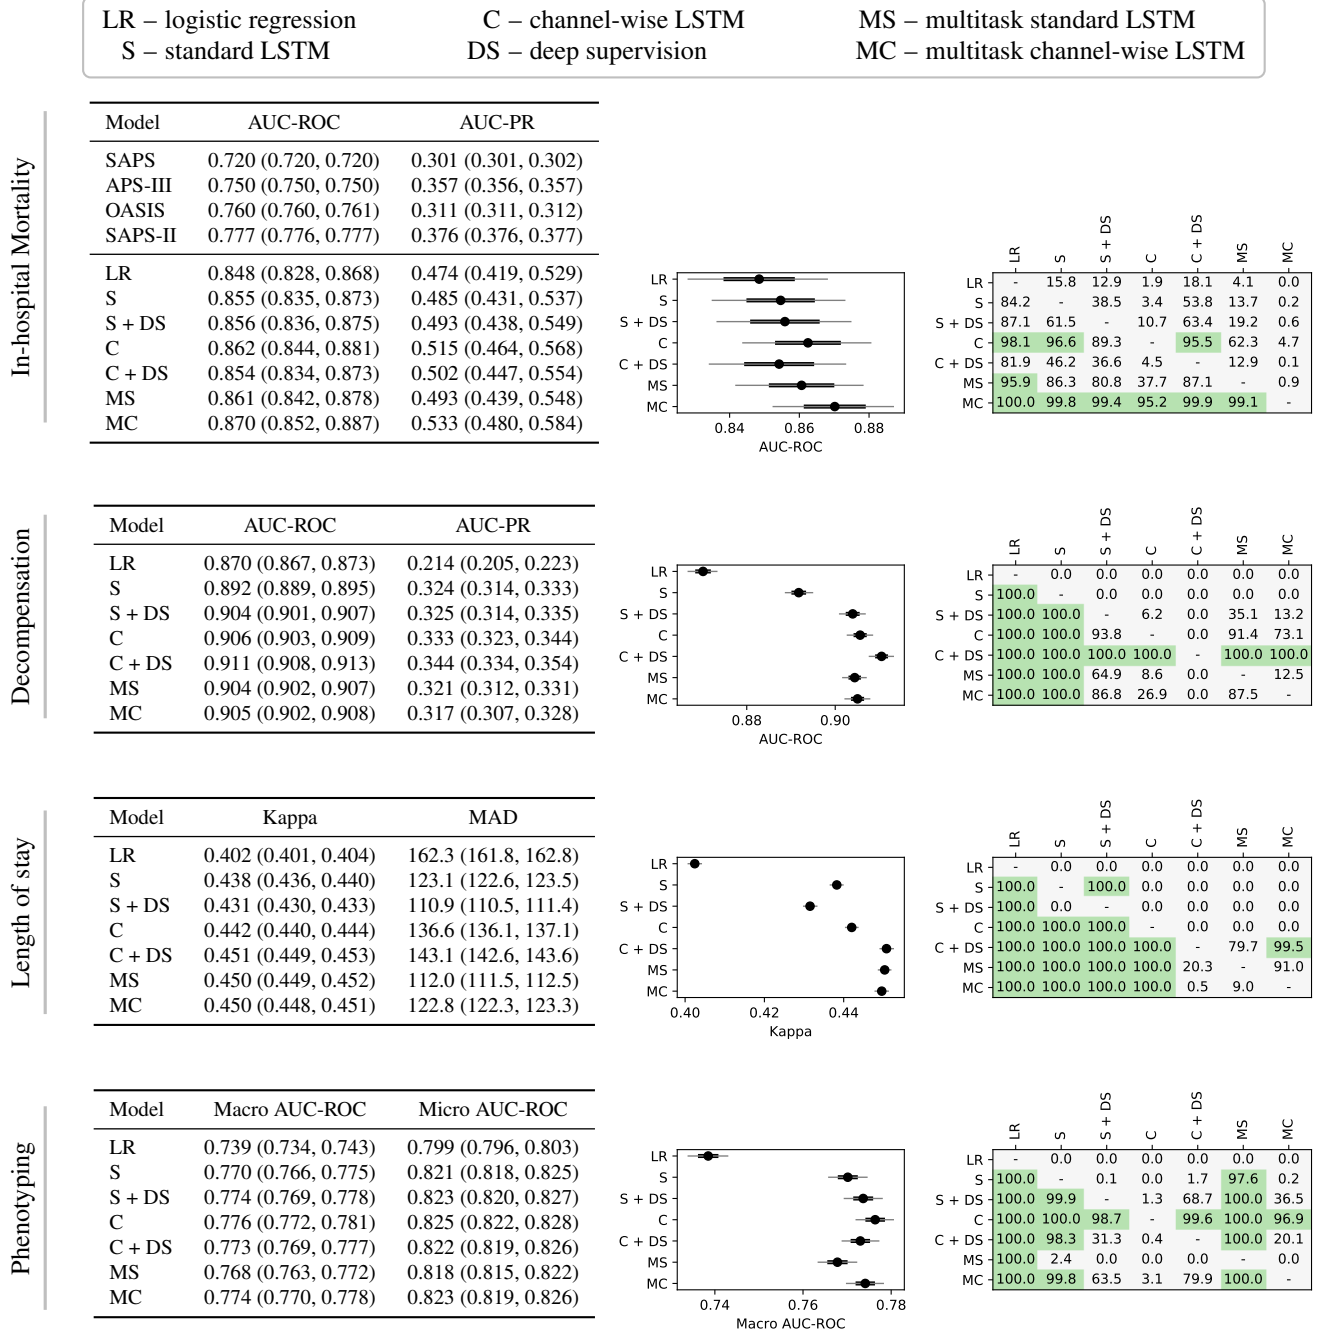 LR – logistic regression C – channel-wise LSTM MS – multitask standard LSTM
S – standard LSTM DS – deep supervision MC – multitask channel-wise LSTM
In-hospital Mortality
Model AUC-ROC AUC-PR
SAPS 0.720 (0.720, 0.720) 0.301 (0.301, 0.302)
APS-III 0.750 (0.750, 0.750) 0.357 (0.356, 0.357)
OASIS 0.760 (0.760, 0.761) 0.311 (0.311, 0.312)
SAPS-II 0.777 (0.776, 0.777) 0.376 (0.376, 0.377)
LR 0.848 (0.828, 0.868) 0.474 (0.419, 0.529)
S 0.855 (0.835, 0.873) 0.485 (0.431, 0.537)
S + DS 0.856 (0.836, 0.875) 0.493 (0.438, 0.549)
C 0.862 (0.844, 0.881) 0.515 (0.464, 0.568)
C + DS 0.854 (0.834, 0.873) 0.502 (0.447, 0.554)
MS 0.861 (0.842, 0.878) 0.493 (0.439, 0.548)
MC 0.870 (0.852, 0.887) 0.533 (0.480, 0.584)
LR
S
S + DS
C
C + DS
MS
MC
0.84 0.86 0.88
AUC-ROC
LR S S + DS C C + DS MS MC
LR - 15.8 12.9 1.9 18.1 4.1 0.0
S 84.2 - 38.5 3.4 53.8 13.7 0.2
S + DS 87.1 61.5 - 10.7 63.4 19.2 0.6
C 98.1 96.6 89.3 - 95.5 62.3 4.7
C + DS 81.9 46.2 36.6 4.5 - 12.9 0.1
MS 95.9 86.3 80.8 37.7 87.1 - 0.9
MC 100.0 99.8 99.4 95.2 99.9 99.1 -
Decompensation
Model AUC-ROC AUC-PR
LR 0.870 (0.867, 0.873) 0.214 (0.205, 0.223)
S 0.892 (0.889, 0.895) 0.324 (0.314, 0.333)
S + DS 0.904 (0.901, 0.907) 0.325 (0.314, 0.335)
C 0.906 (0.903, 0.909) 0.333 (0.323, 0.344)
C + DS 0.911 (0.908, 0.913) 0.344 (0.334, 0.354)
MS 0.904 (0.902, 0.907) 0.321 (0.312, 0.331)
MC 0.905 (0.902, 0.908) 0.317 (0.307, 0.328)
LR
S
S + DS
C
C + DS
MS
MC
0.88 0.90
AUC-ROC
LR S S + DS C C + DS MS MC
LR - 0.0 0.0 0.0 0.0 0.0 0.0
S 100.0 - 0.0 0.0 0.0 0.0 0.0
S + DS 100.0 100.0 - 6.2 0.0 35.1 13.2
C 100.0 100.0 93.8 - 0.0 91.4 73.1
C + DS 100.0 100.0 100.0 100.0 - 100.0 100.0
MS 100.0 100.0 64.9 8.6 0.0 - 12.5
MC 100.0 100.0 86.8 26.9 0.0 87.5 -
Length of stay
Model Kappa MAD
LR 0.402 (0.401, 0.404) 162.3 (161.8, 162.8)
S 0.438 (0.436, 0.440) 123.1 (122.6, 123.5)
S + DS 0.431 (0.430, 0.433) 110.9 (110.5, 111.4)
C 0.442 (0.440, 0.444) 136.6 (136.1, 137.1)
C + DS 0.451 (0.449, 0.453) 143.1 (142.6, 143.6)
MS 0.450 (0.449, 0.452) 112.0 (111.5, 112.5)
MC 0.450 (0.448, 0.451) 122.8 (122.3, 123.3)
LR
S
S + DS
C
C + DS
MS
MC
0.40 0.42 0.44
Kappa
LR S S + DS C C + DS MS MC
LR - 0.0 0.0 0.0 0.0 0.0 0.0
S 100.0 - 100.0 0.0 0.0 0.0 0.0
S + DS 100.0 0.0 - 0.0 0.0 0.0 0.0
C 100.0 100.0 100.0 - 0.0 0.0 0.0
C + DS 100.0 100.0 100.0 100.0 - 79.7 99.5
MS 100.0 100.0 100.0 100.0 20.3 - 91.0
MC 100.0 100.0 100.0 100.0 0.5 9.0 -
Phenotyping
Model Macro AUC-ROC Micro AUC-ROC
LR 0.739 (0.734, 0.743) 0.799 (0.796, 0.803)
S 0.770 (0.766, 0.775) 0.821 (0.818, 0.825)
S + DS 0.774 (0.769, 0.778) 0.823 (0.820, 0.827)
C 0.776 (0.772, 0.781) 0.825 (0.822, 0.828)
C + DS 0.773 (0.769, 0.777) 0.822 (0.819, 0.826)
MS 0.768 (0.763, 0.772) 0.818 (0.815, 0.822)
MC 0.774 (0.770, 0.778) 0.823 (0.819, 0.826)
LR
S
S + DS
C
C + DS
MS
MC
0.74 0.76 0.78
Macro AUC-ROC
LR S S + DS C C + DS MS MC
LR - 0.0 0.0 0.0 0.0 0.0 0.0
S 100.0 - 0.1 0.0 1.7 97.6 0.2
S + DS 100.0 99.9 - 1.3 68.7 100.0 36.5
C 100.0 100.0 98.7 - 99.6 100.0 96.9
C + DS 100.0 98.3 31.3 0.4 - 100.0 20.1
MS 100.0 2.4 0.0 0.0 0.0 - 0.0
MC 100.0 99.8 63.5 3.1 79.9 100.0 -